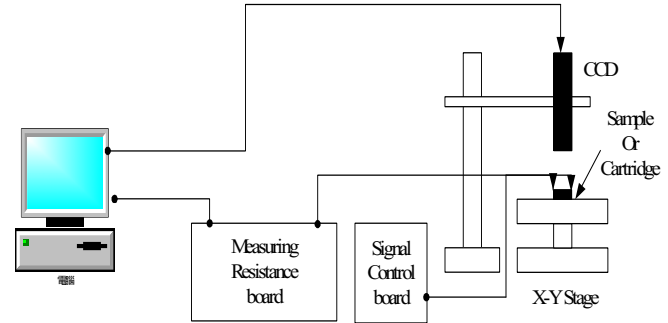 CCD
Sample
Or
Cartridge
Measuring
Resistance
board
Signal
Control
board
X-Y Stage